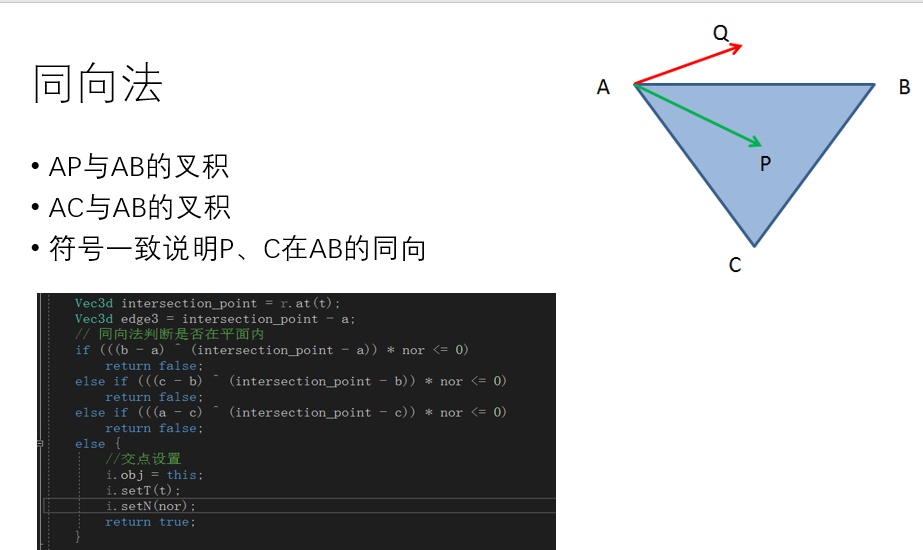 同向法
• AP与AB的叉积
• AC与AB的叉积
• 符号一致说明P、C在AB的同向
Q
A
B
P
C
Vec3d intersection_point = r.at(t);
Vec3d edge3 = intersection_point - a;
// 同向法判断是否在平面内
if (((b - a) ^ (intersection_point - a)) * nor <= 0)
return false;
else if (((c - b) ^ (intersection_point - b)) * nor <= 0)
return false;
else if (((a - c) ^ (intersection_point - c)) * nor <= 0)
return false;
else {
//交点设置
i.obj = this;
i.setT(t);
i.setN(nor);
return true;
}